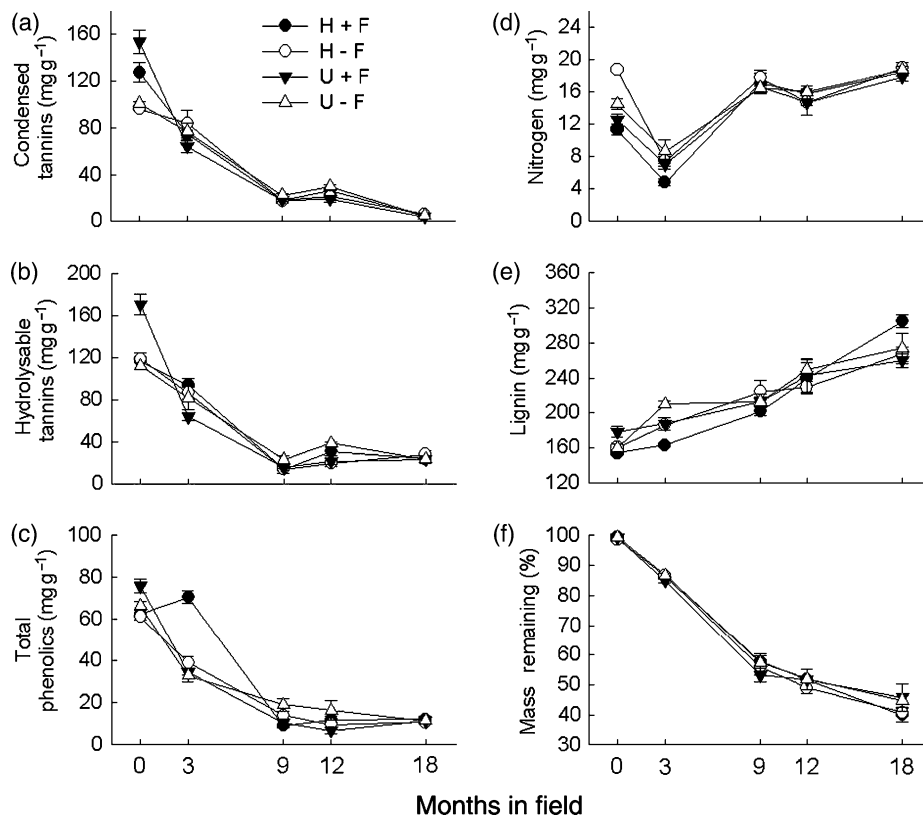 (a)
Condensed
tannins (mg g⁻¹)
160
120
80
40
0
H + F
H - F
U + F
U - F
(b)
Hydrolysable
tannins (mg g⁻¹)
200
160
120
80
40
0
(c)
Total
phenolics (mg g⁻¹)
100
80
60
40
20
0
0 3 9 12 18
(d)
Nitrogen (mg g⁻¹)
24
20
16
12
8
4
0
(e)
Lignin (mg g⁻¹)
360
320
280
240
200
160
120
(f)
Mass remaining (%)
100
90
80
70
60
50
40
30
0 3 9 12 18
Months in field